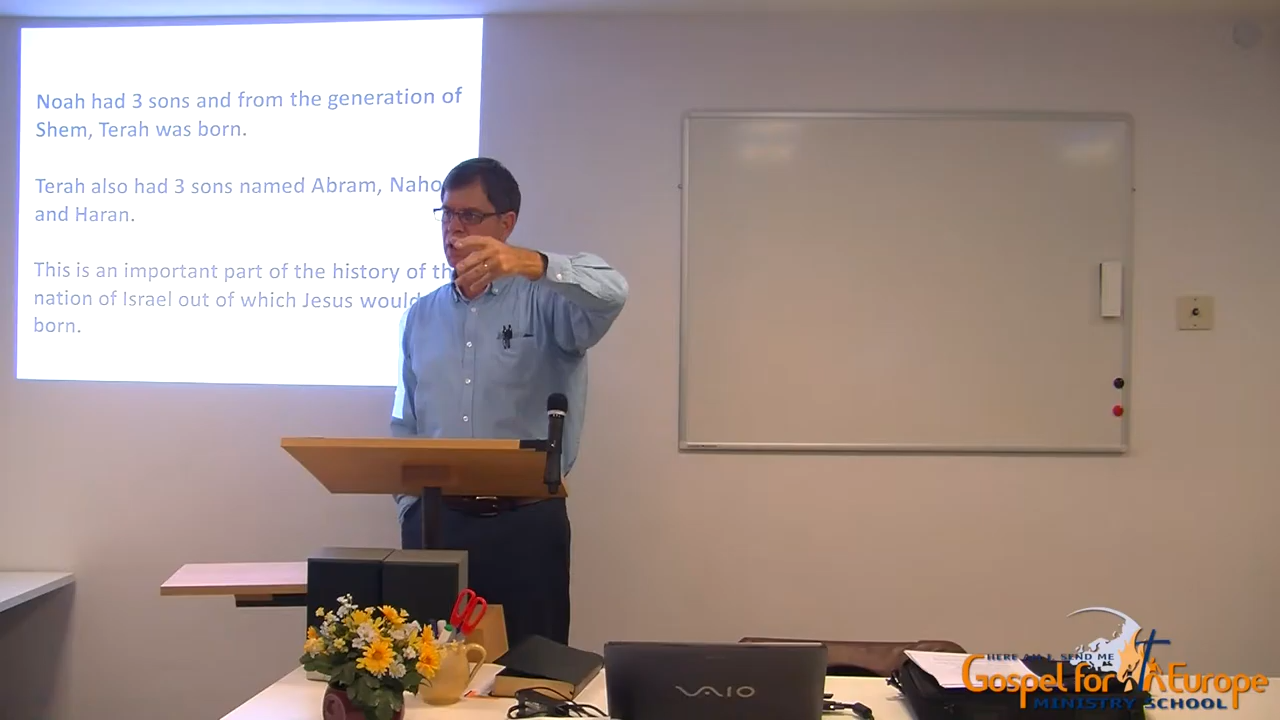 Noah had 3 sons and from the generation of
Shem, Terah was born.
Terah also had 3 sons named Abram, Naho
and Haran.
This is an important part of the history of th
nation of Israel out of which Jesus would
born.
VAIO
HERE AM I, SEND ME
Gospel for Europe
MINISTRY SCHOOL